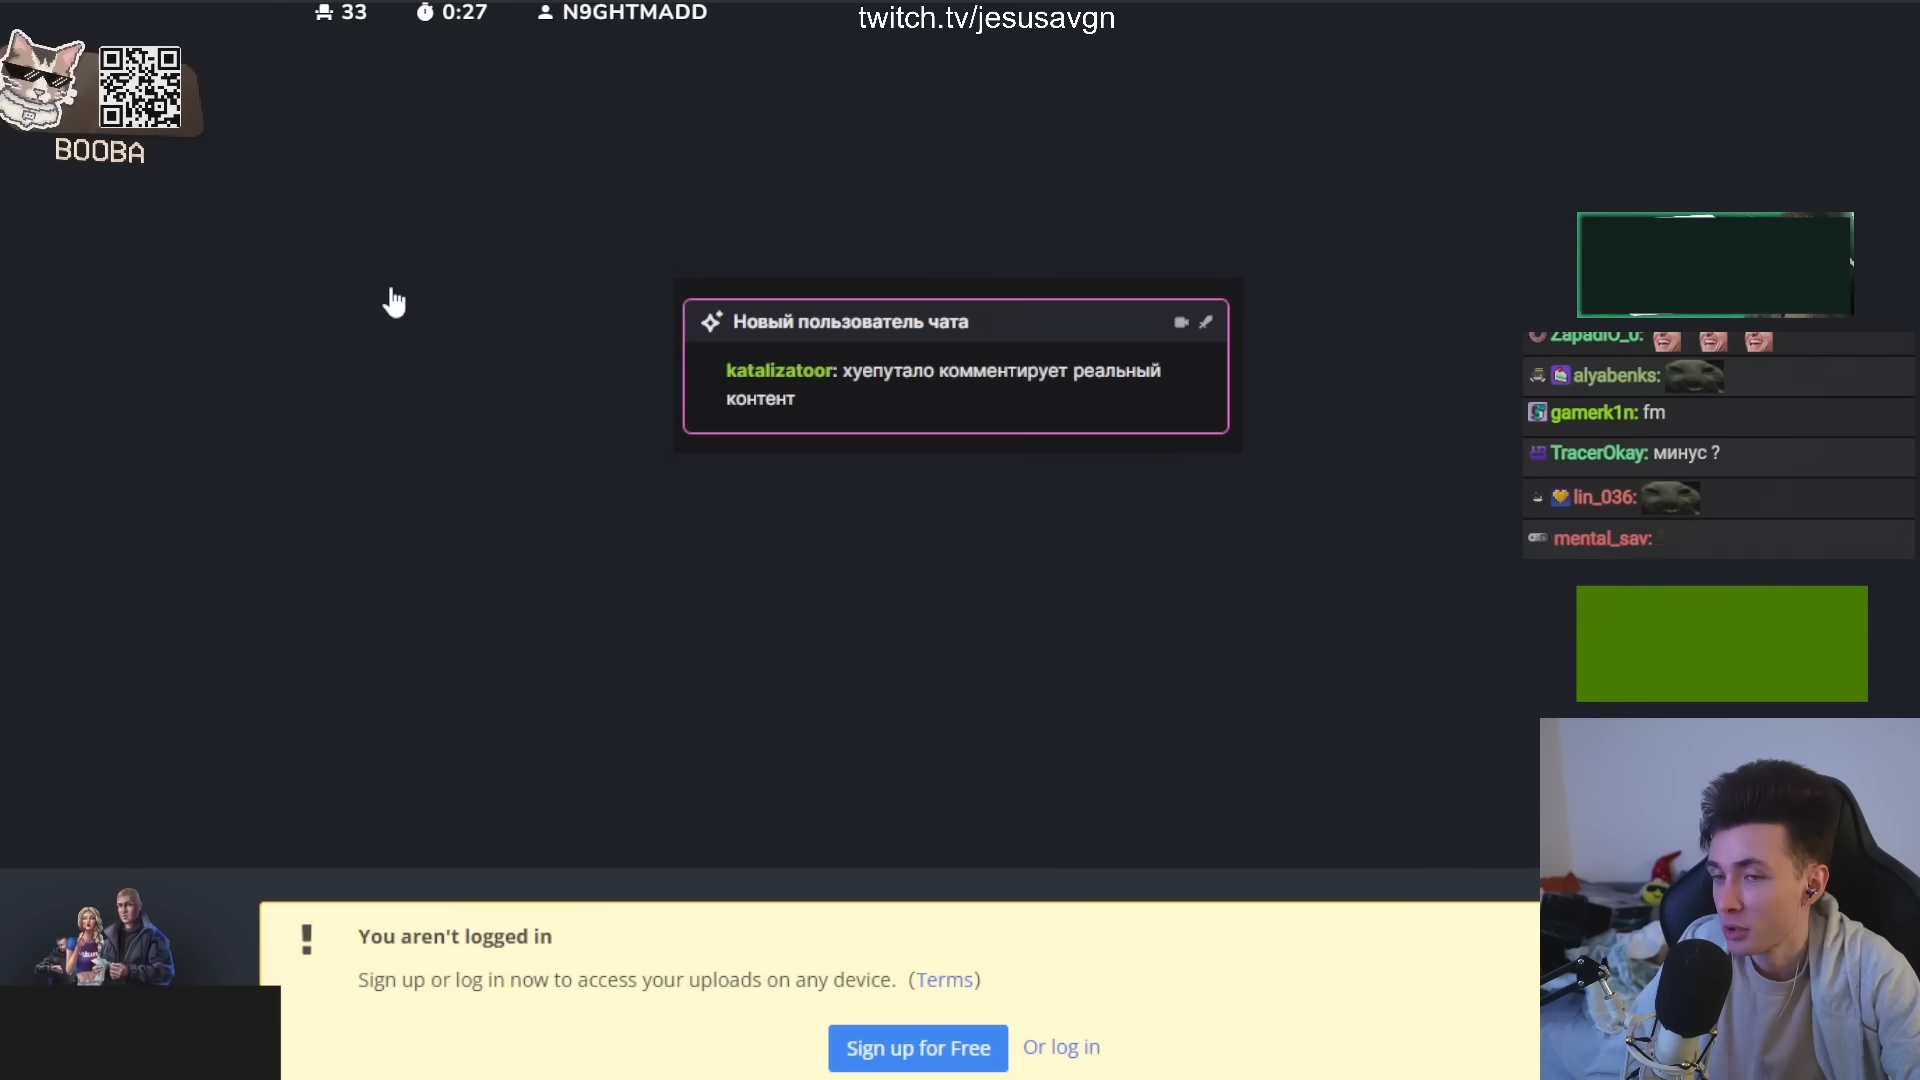 33 0:27 N9GHTMADD
twitch.tv/jesusavgn
BOOBA
Новый пользователь чата
katalizatoor: хуепутало комментирует реальный
контент
ZapadlO_o:
alyabenks:
gamerk1n: fm
TracerOkay: минус ?
lin_036:
mental_sav:
You aren't logged in
Sign up or log in now to access your uploads on any device. (Terms)
Sign up for Free Or log in